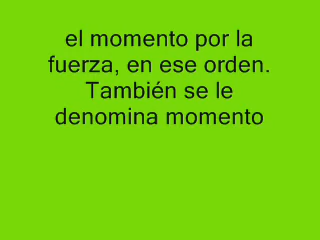 el momento por la
fuerza, en ese orden.
También se le
denomina momento